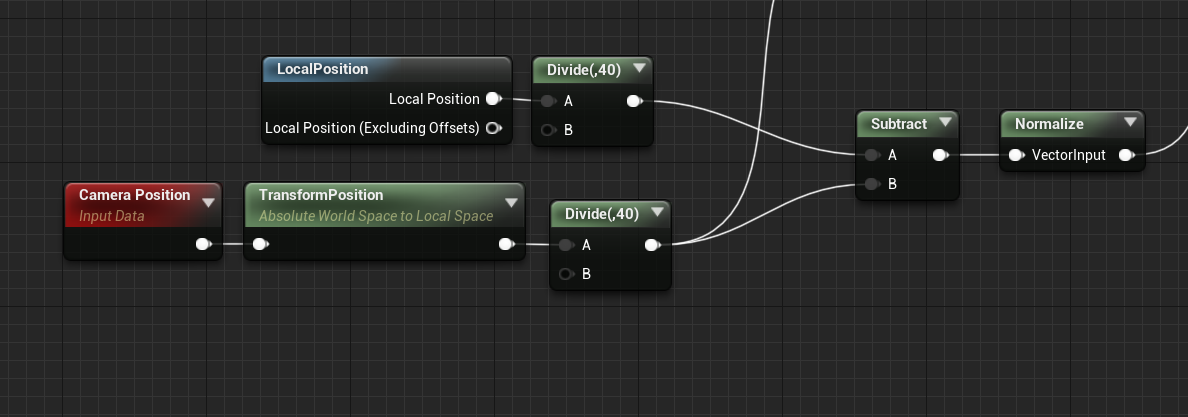 LocalPosition
Local Position
Local Position (Excluding Offsets)
Divide(,40)
A
B
Camera Position
Input Data
TransformPosition
Absolute World Space to Local Space
Divide(,40)
A
B
Subtract
A
B
Normalize
VectorInput